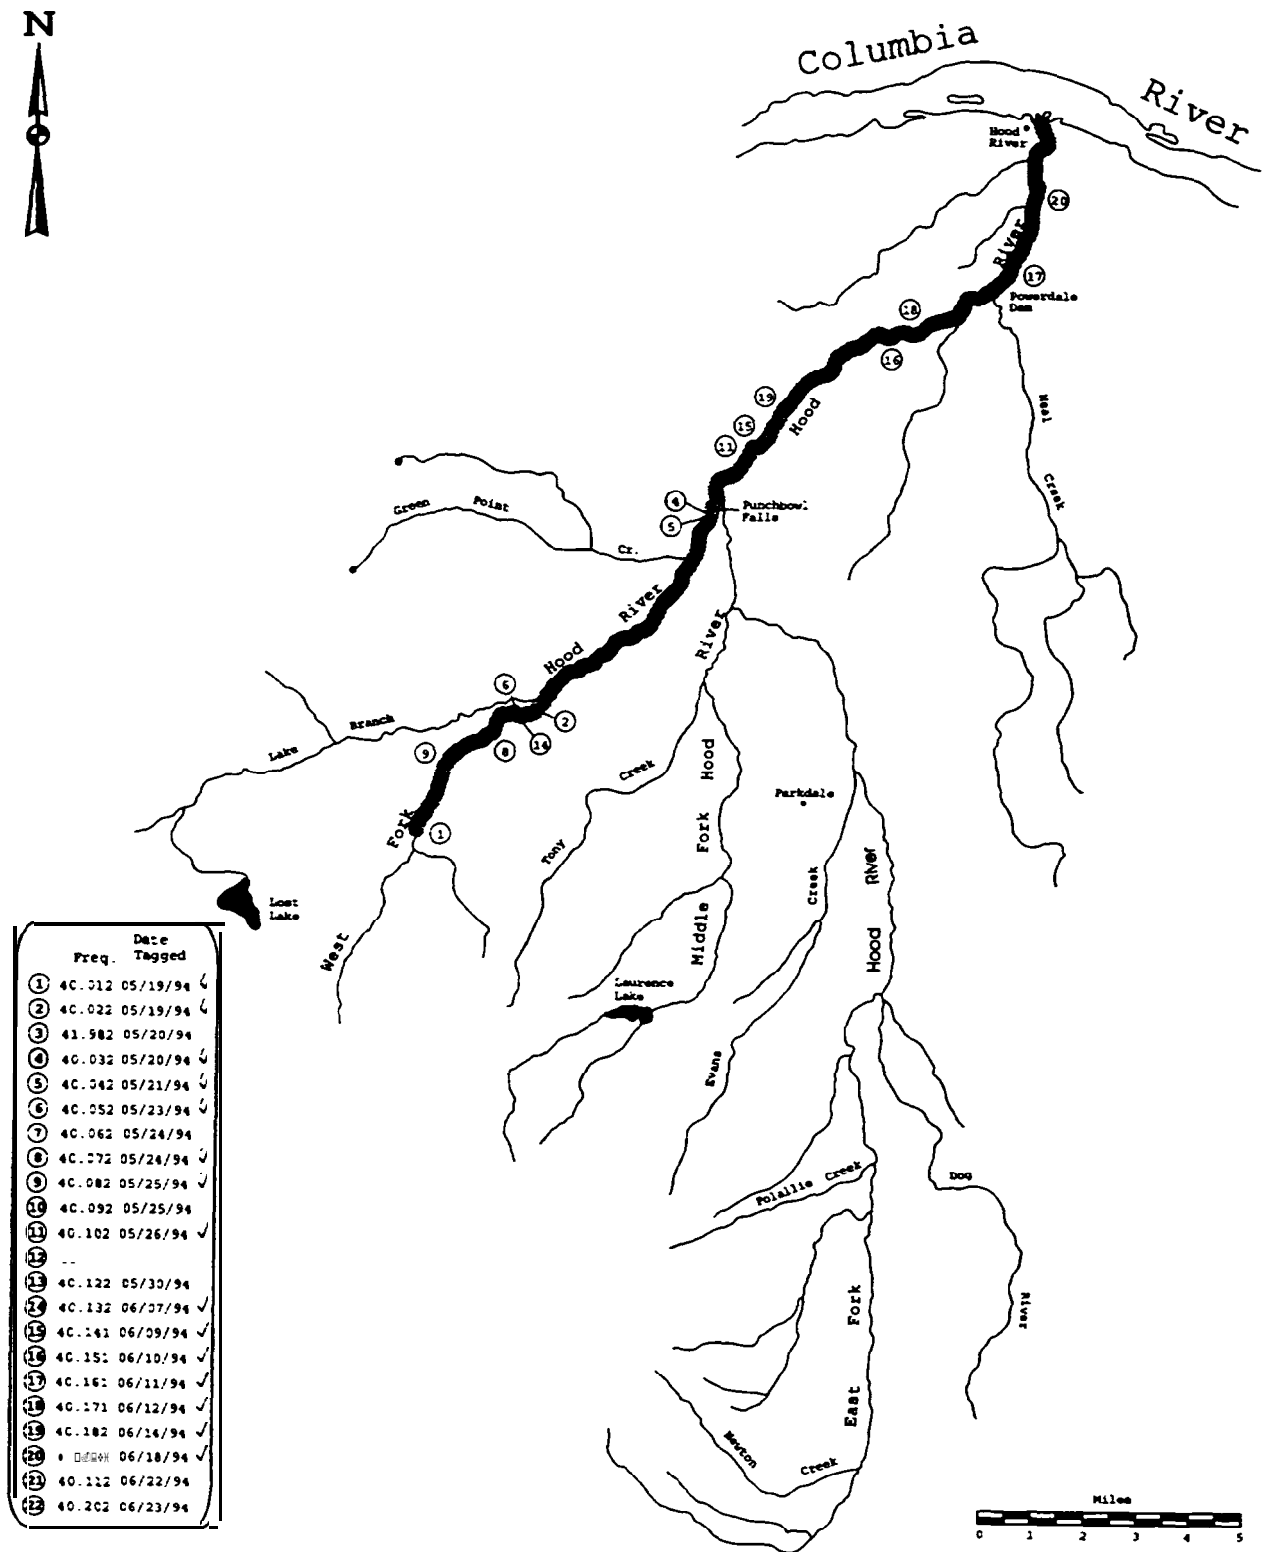 N
Columbia
River
Hood
River
20
River
17
Powerdale
Dam
18
16
19
Hood
15
11
Neal
Creek
4
5
Punchbowl
Falls
Green Point
Cr.
River
Hood
River
6
2
14
8
9
Branch
Lake
Fork
1
Creek
Tony
Hood
Fork
Middle
Parkdale
River
Hood
Creek
Evans
Lost
Lake
West
Laurence
Lake
Polallie Creek
Dog
River
Fork
East
Newton
Creek
Date
Freq. Tagged
1 40.012 05/19/94
2 40.022 05/19/94
3 41.982 05/20/94
4 40.032 05/20/94
5 40.042 05/21/94
6 40.052 05/23/94
7 40.062 05/24/94
8 40.072 05/24/94
9 40.082 05/25/94
10 40.092 05/25/94
11 40.102 05/26/94
12 --
13 40.122 05/30/94
14 40.132 06/07/94
15 40.141 06/09/94
16 40.151 06/10/94
17 40.161 06/11/94
18 40.171 06/12/94
19 40.182 06/14/94
20 06/18/94
21 40.112 06/22/94
22 40.202 06/23/94
Miles
0 1 2 3 4 5